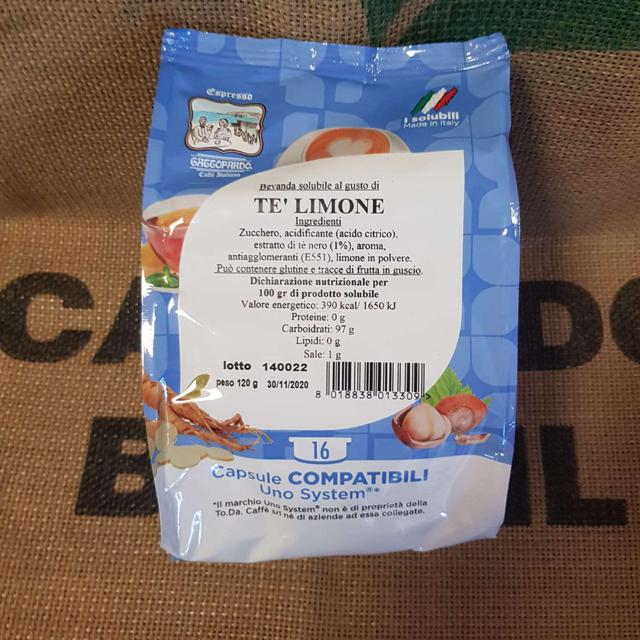 Espresso
GATTOPARDO
Caffè Italiano
i solubili
Made in Italy
Bevanda solubile al gusto di
TE' LIMONE
Ingredienti
Zucchero, acidificante (acido citrico),
estratto di tè nero (1%), aroma,
antiagglomeranti (E551), limone in polvere.
Può contenere glutine e tracce di frutta in guscio.
Dichiarazione nutrizionale per
100 gr di prodotto solubile
Valore energetico: 390 kcal/ 1650 kJ
Proteine: 0 g
Carboidrati: 97 g
Lipidi: 0 g
Sale: 1 g
lotto 140022
peso 120 g 30/11/2020
8 018838 013309 >
16
Capsule COMPATIBILI
Uno System®*
*Il marchio Uno System® non è di proprietà della
To.Da. Caffè srl né di aziende ad essa collegate.